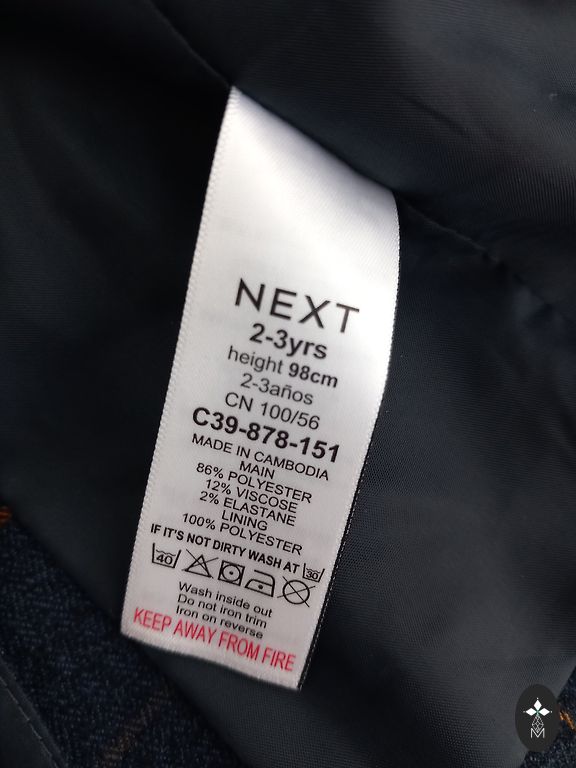 NEXT
2-3yrs
height 98cm
2-3años
CN 100/56
C39-878-151
MADE IN CAMBODIA
MAIN
86% POLYESTER
12% VISCOSE
2% ELASTANE
LINING
100% POLYESTER
IF IT'S NOT DIRTY WASH AT 30
40
Wash inside out
Do not iron trim
Iron on reverse
KEEP AWAY FROM FIRE
M